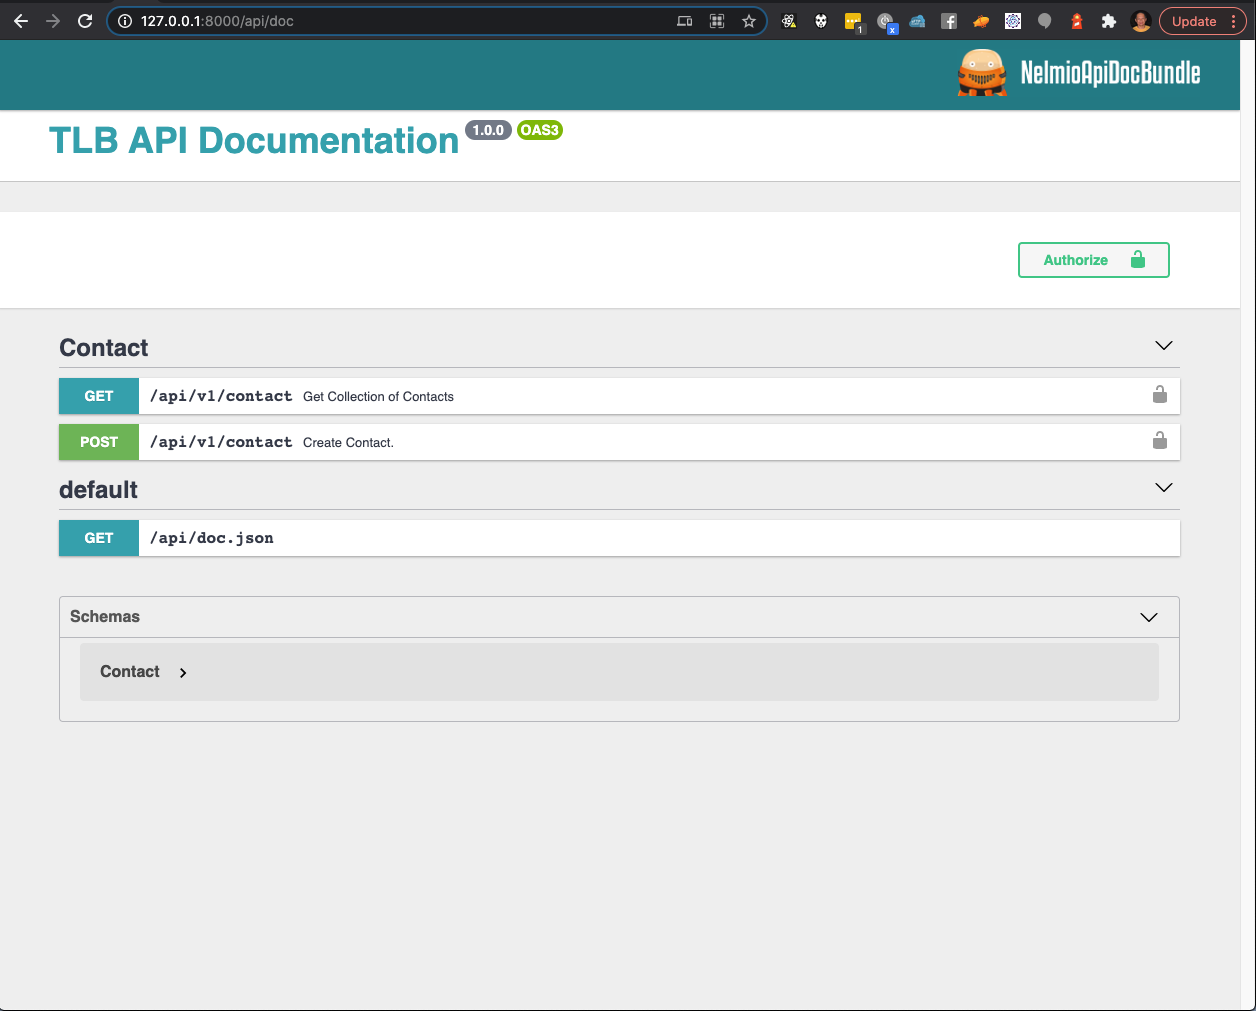 127.0.0.1:8000/api/doc
1
x
Update
NelmioApiDocBundle
TLB API Documentation 1.0.0 OAS3
Authorize
Contact
GET /api/v1/contact Get Collection of Contacts
POST /api/v1/contact Create Contact.
default
GET /api/doc.json
Schemas
Contact